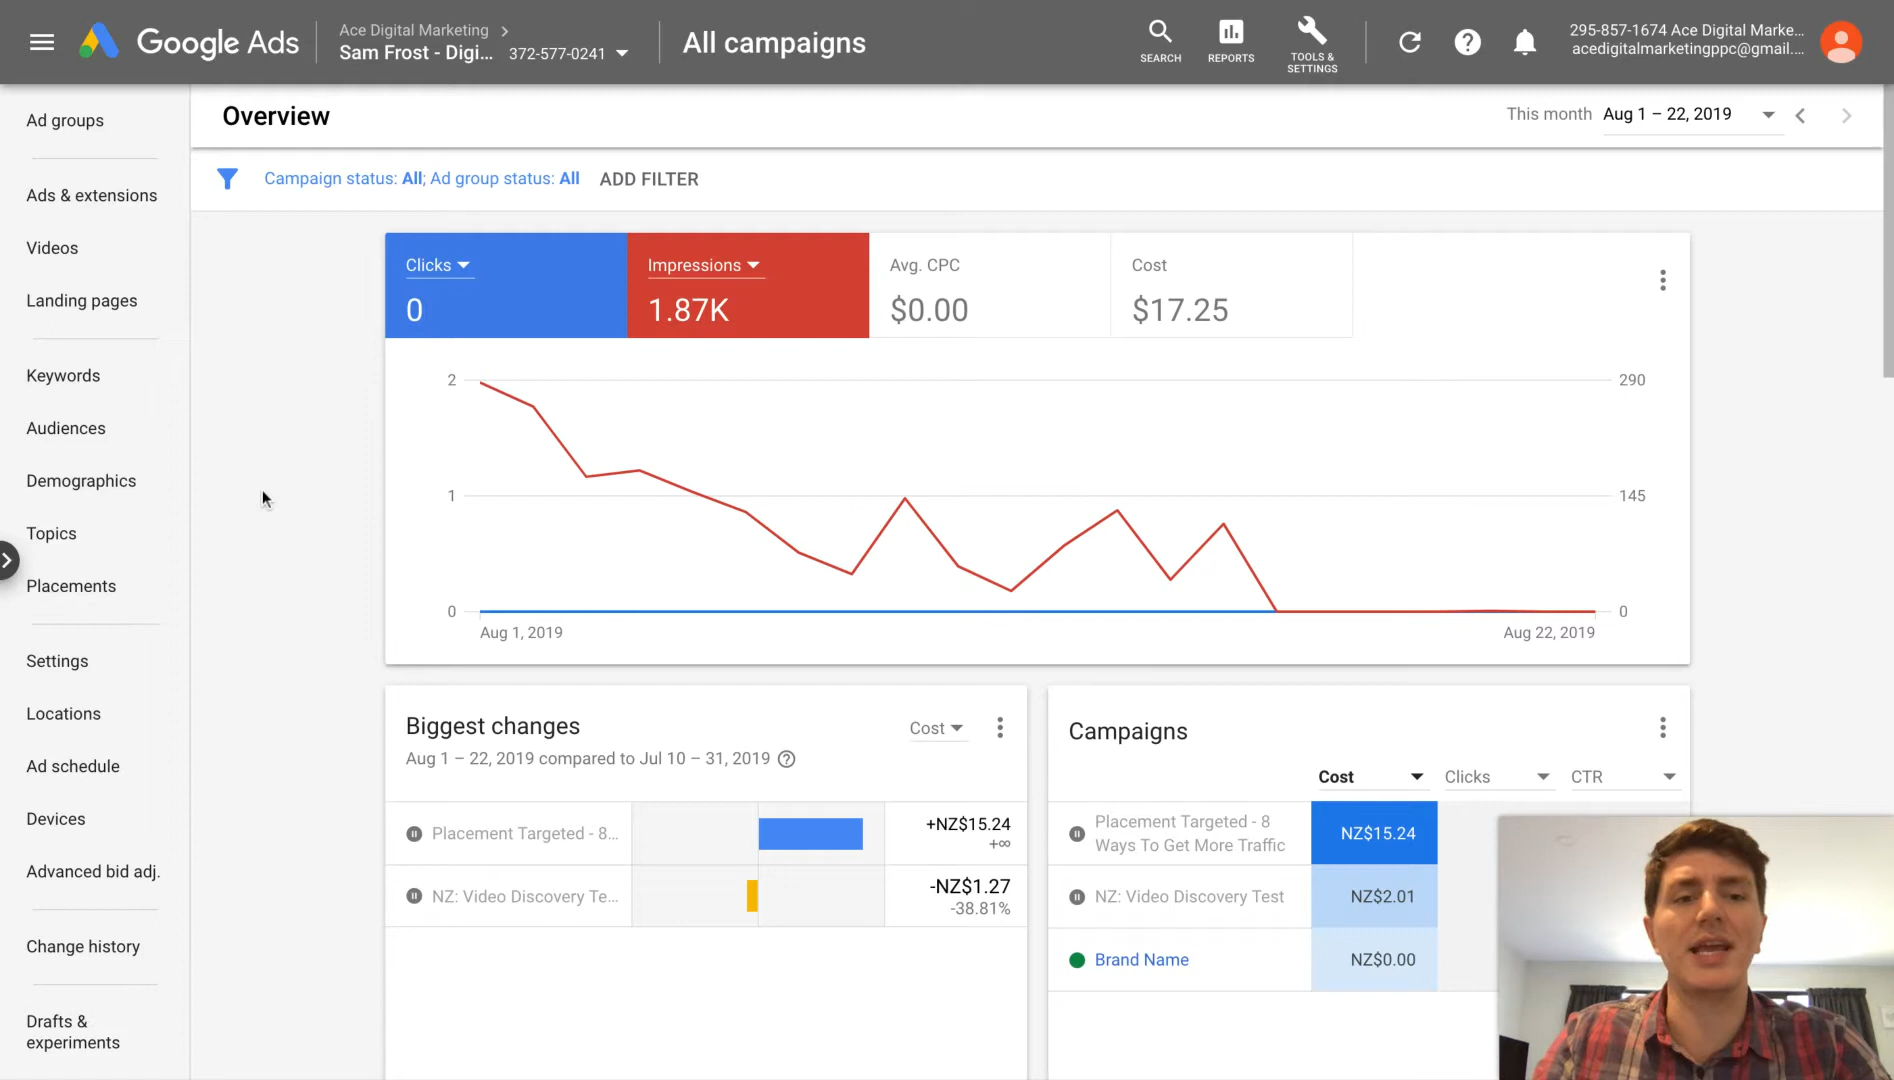 Google Ads
Ace Digital Marketing
Sam Frost - Digi... 372-577-0241
All campaigns
SEARCH
REPORTS
TOOLS &
SETTINGS
295-857-1674 Ace Digital Marke...
acedigitalmarketingppc@gmail....
Ad groups
Ads & extensions
Videos
Landing pages
Keywords
Audiences
Demographics
Topics
Placements
Settings
Locations
Ad schedule
Devices
Advanced bid adj.
Change history
Drafts &
experiments
Overview
This month Aug 1 – 22, 2019
Campaign status: All; Ad group status: All ADD FILTER
Clicks
0
Impressions
1.87K
Avg. CPC
$0.00
Cost
$17.25
2 290
1 145
0 0
Aug 1, 2019 Aug 22, 2019
Biggest changes
Cost
Aug 1 – 22, 2019 compared to Jul 10 – 31, 2019
Placement Targeted - 8...
+NZ$15.24
+∞
NZ: Video Discovery Te...
-NZ$1.27
-38.81%
Campaigns
Cost Clicks CTR
Placement Targeted - 8
Ways To Get More Traffic
NZ$15.24
NZ: Video Discovery Test NZ$2.01
Brand Name NZ$0.00